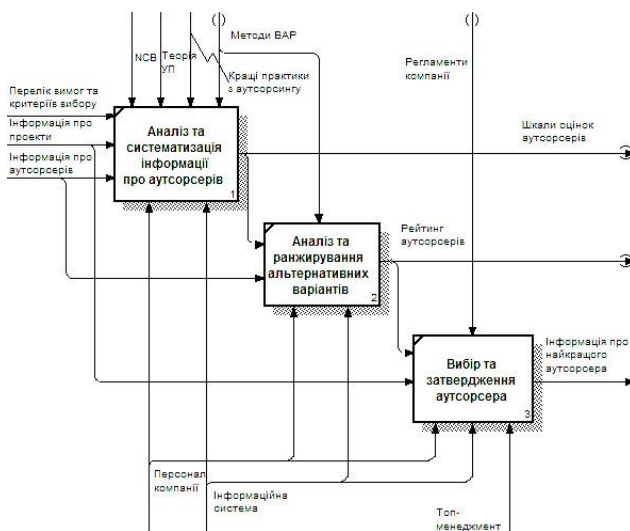 Методи ВАР
NCB
Теорія
УП
Кращі практики
з аутсорсингу
Регламенти
компанії
Перелік вимог та
критеріїв вибору
Інформація про
проекти
Інформація про
аутсорсерів
Аналіз та
систематизація
інформації
про аутсорсерів
1
Шкали оцінок
аутсорсерів
Аналіз та
ранжирування
альтернативних
варіантів
2
Рейтинг
аутсорсерів
Вибір та
затвердження
аутсорсера
3
Інформація про
найкращого
аутсорсера
Персонал
компанії
Інформаційна
система
Топ-
менеджмент